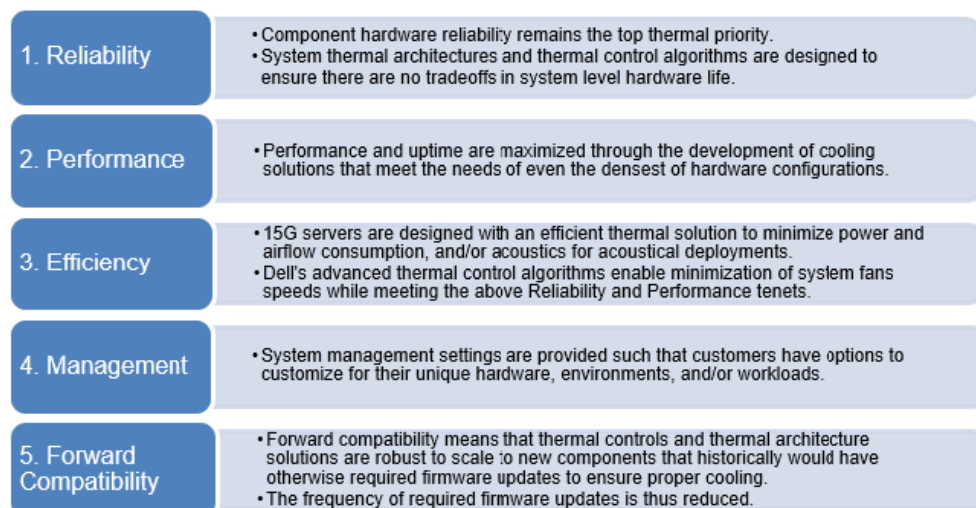 1. Reliability
• Component hardware reliability remains the top thermal priority.
• System thermal architectures and thermal control algorithms are designed to
ensure there are no tradeoffs in system level hardware life.
2. Performance
• Performance and uptime are maximized through the development of cooling
solutions that meet the needs of even the densest of hardware configurations.
3. Efficiency
• 15G servers are designed with an efficient thermal solution to minimize power and
airflow consumption, and/or acoustics for acoustical deployments.
• Dell's advanced thermal control algorithms enable minimization of system fans
speeds while meeting the above Reliability and Performance tenets.
4. Management
• System management settings are provided such that customers have options to
customize for their unique hardware, environments, and/or workloads.
5. Forward
Compatibility
• Forward compatibility means that thermal controls and thermal architecture
solutions are robust to scale to new components that historically would have
otherwise required firmware updates to ensure proper cooling.
• The frequency of required firmware updates is thus reduced.